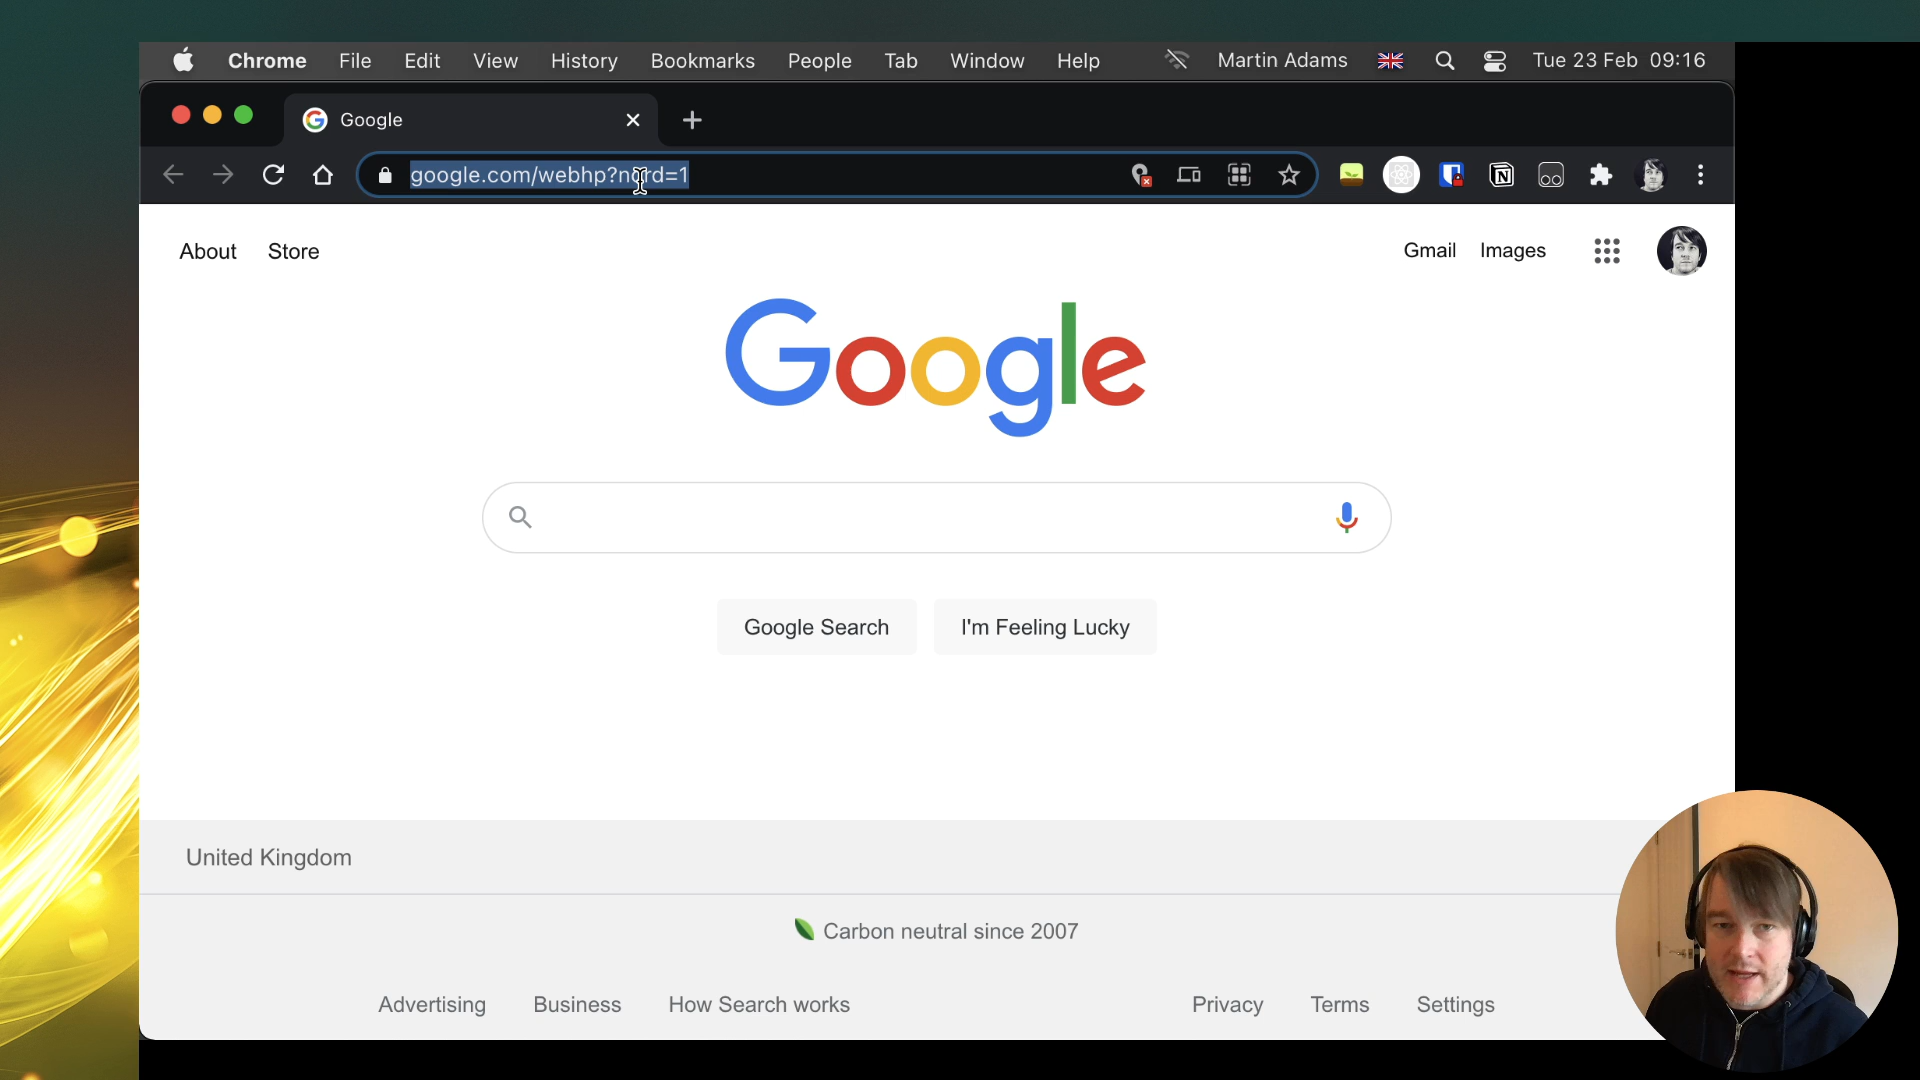 Chrome File Edit View History Bookmarks People Tab Window Help Martin Adams Tue 23 Feb 09:16
Google
google.com/webhp?nord=1
About Store Gmail Images
Google
Google Search I'm Feeling Lucky
United Kingdom
Carbon neutral since 2007
Advertising Business How Search works Privacy Terms Settings